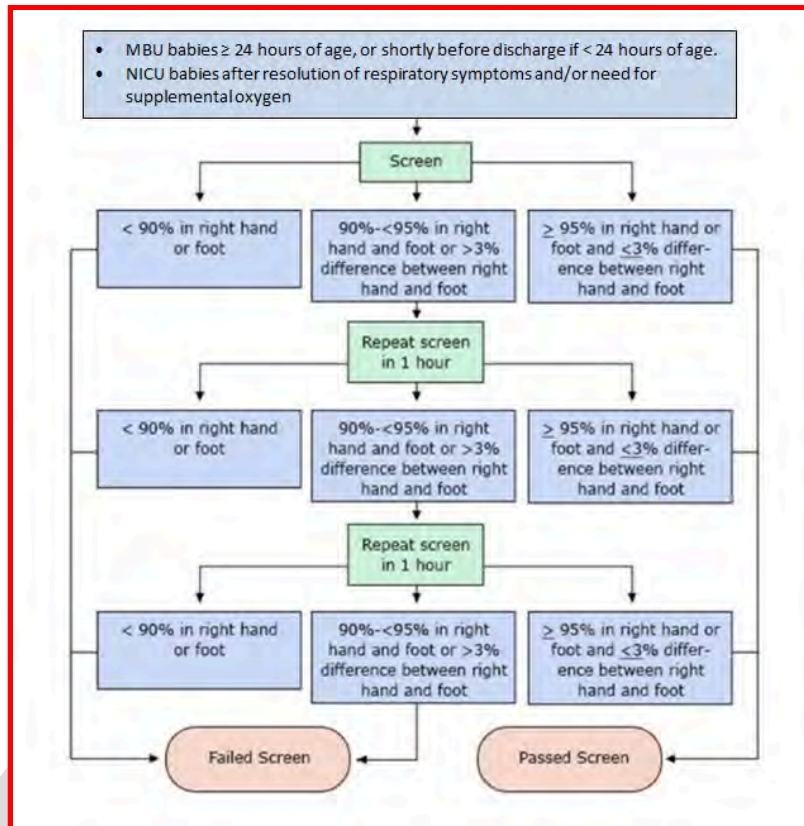 • MBU babies ≥ 24 hours of age, or shortly before discharge if < 24 hours of age.
• NICU babies after resolution of respiratory symptoms and/or need for
supplemental oxygen
Screen
< 90% in right hand
or foot
90%-<95% in right
hand and foot or >3%
difference between right
hand and foot
≥ 95% in right hand or
foot and ≤3% differ-
ence between right
hand and foot
Repeat screen
in 1 hour
< 90% in right hand
or foot
90%-<95% in right
hand and foot or >3%
difference between right
hand and foot
≥ 95% in right hand or
foot and ≤3% differ-
ence between right
hand and foot
Repeat screen
in 1 hour
< 90% in right hand
or foot
90%-<95% in right
hand and foot or >3%
difference between right
hand and foot
≥ 95% in right hand or
foot and ≤3% differ-
ence between right
hand and foot
Failed Screen
Passed Screen